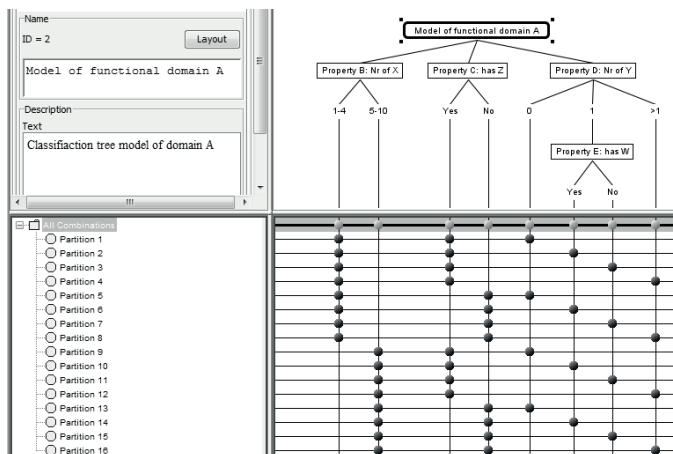 Name
ID = 2
Layout
Model of functional domain A
Description
Text
Classifiaction tree model of domain A
Model of functional domain A
Property B: Nr of X
Property C: has Z
Property D: Nr of Y
1-4
5-10
Yes
No
0
1
>1
Property E: has W
Yes
No
All Combinations
Partition 1
Partition 2
Partition 3
Partition 4
Partition 5
Partition 6
Partition 7
Partition 8
Partition 9
Partition 10
Partition 11
Partition 12
Partition 13
Partition 14
Partition 15
Partition 16